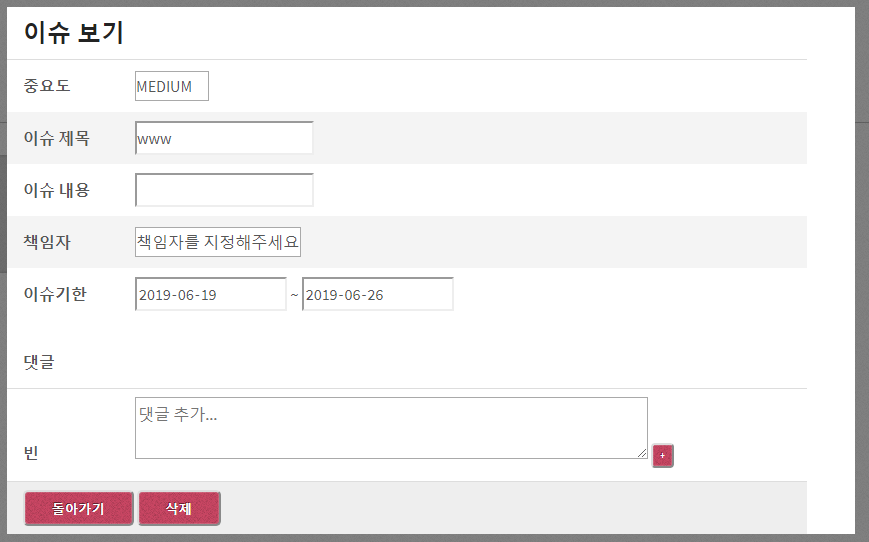 이슈 보기
중요도 MEDIUM
이슈 제목 www
이슈 내용
책임자 책임자를 지정해주세요
이슈기한 2019-06-19 ~ 2019-06-26
댓글
댓글 추가...
빈 +
돌아가기 삭제